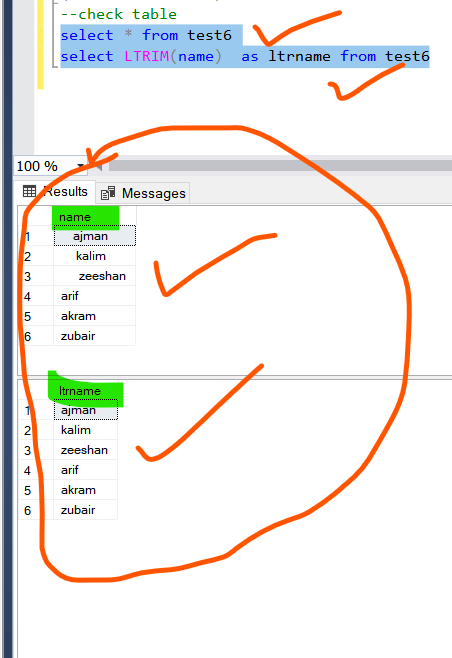 --check table
select * from test6
select LTRIM(name)  as ltrname from test6
100 %
Results Messages
name
1 ajman
2 kalim
3 zeeshan
4 arif
5 akram
6 zubair
ltrname
1 ajman
2 kalim
3 zeeshan
4 arif
5 akram
6 zubair